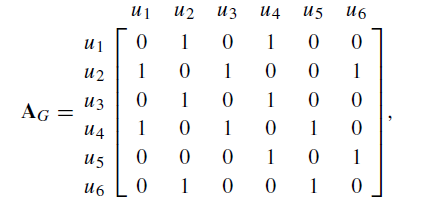 u1 u2 u3 u4 u5 u6
u1 0 1 0 1 0 0
u2 1 0 1 0 0 1
AG = u3 0 1 0 1 0 0 ,
u4 1 0 1 0 1 0
u5 0 0 0 1 0 1
u6 0 1 0 0 1 0